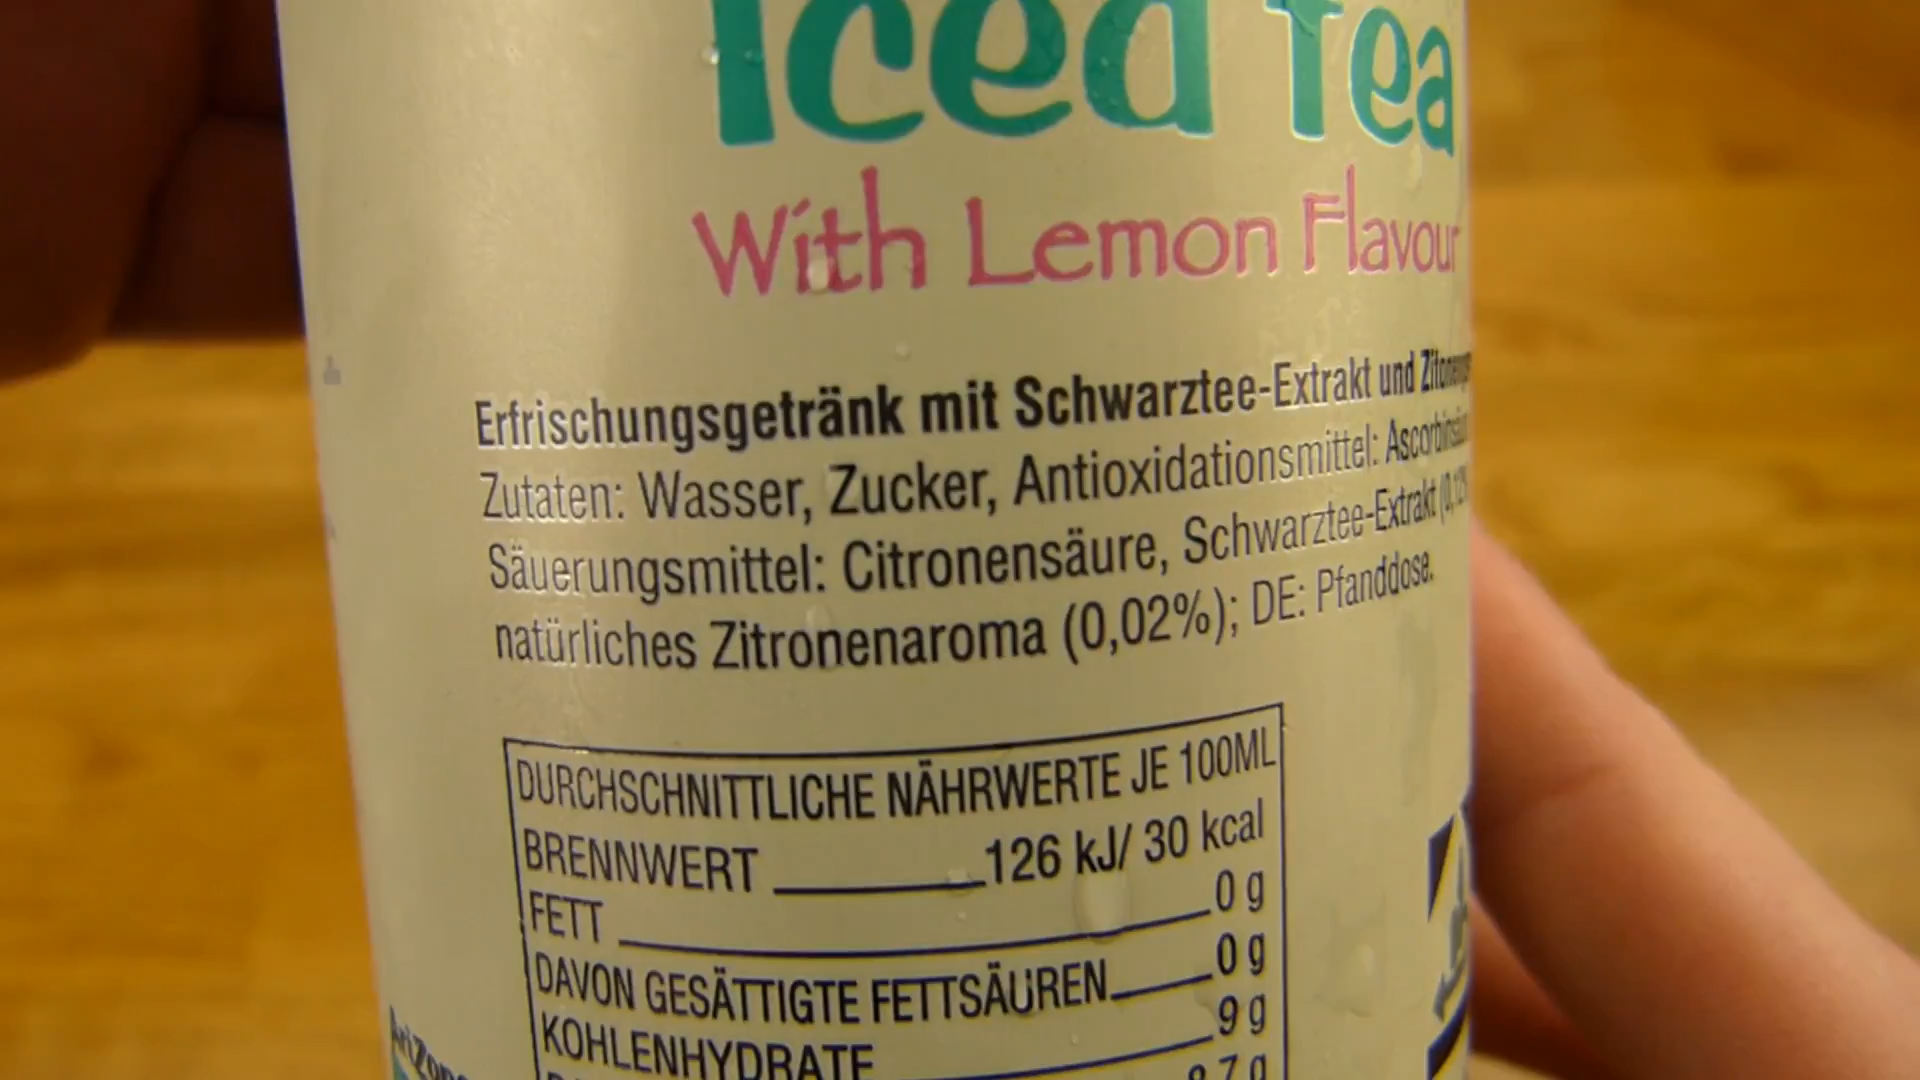 Iced Tea
With Lemon Flavour
Erfrischungsgetränk mit Schwarztee-Extrakt und
Zutaten: Wasser, Zucker, Antioxidationsmittel:
Säuerungsmittel: Citronensäure, Schwarztee-Extrakt
natürliches Zitronenaroma (0,02%); DE: Pfanddose.
DURCHSCHNITTLICHE NÄHRWERTE JE 100ML
BRENNWERT 126 kJ/ 30 kcal
FETT 0 g
DAVON GESÄTTIGTE FETTSÄUREN 0 g
KOHLENHYDRATE 9 g